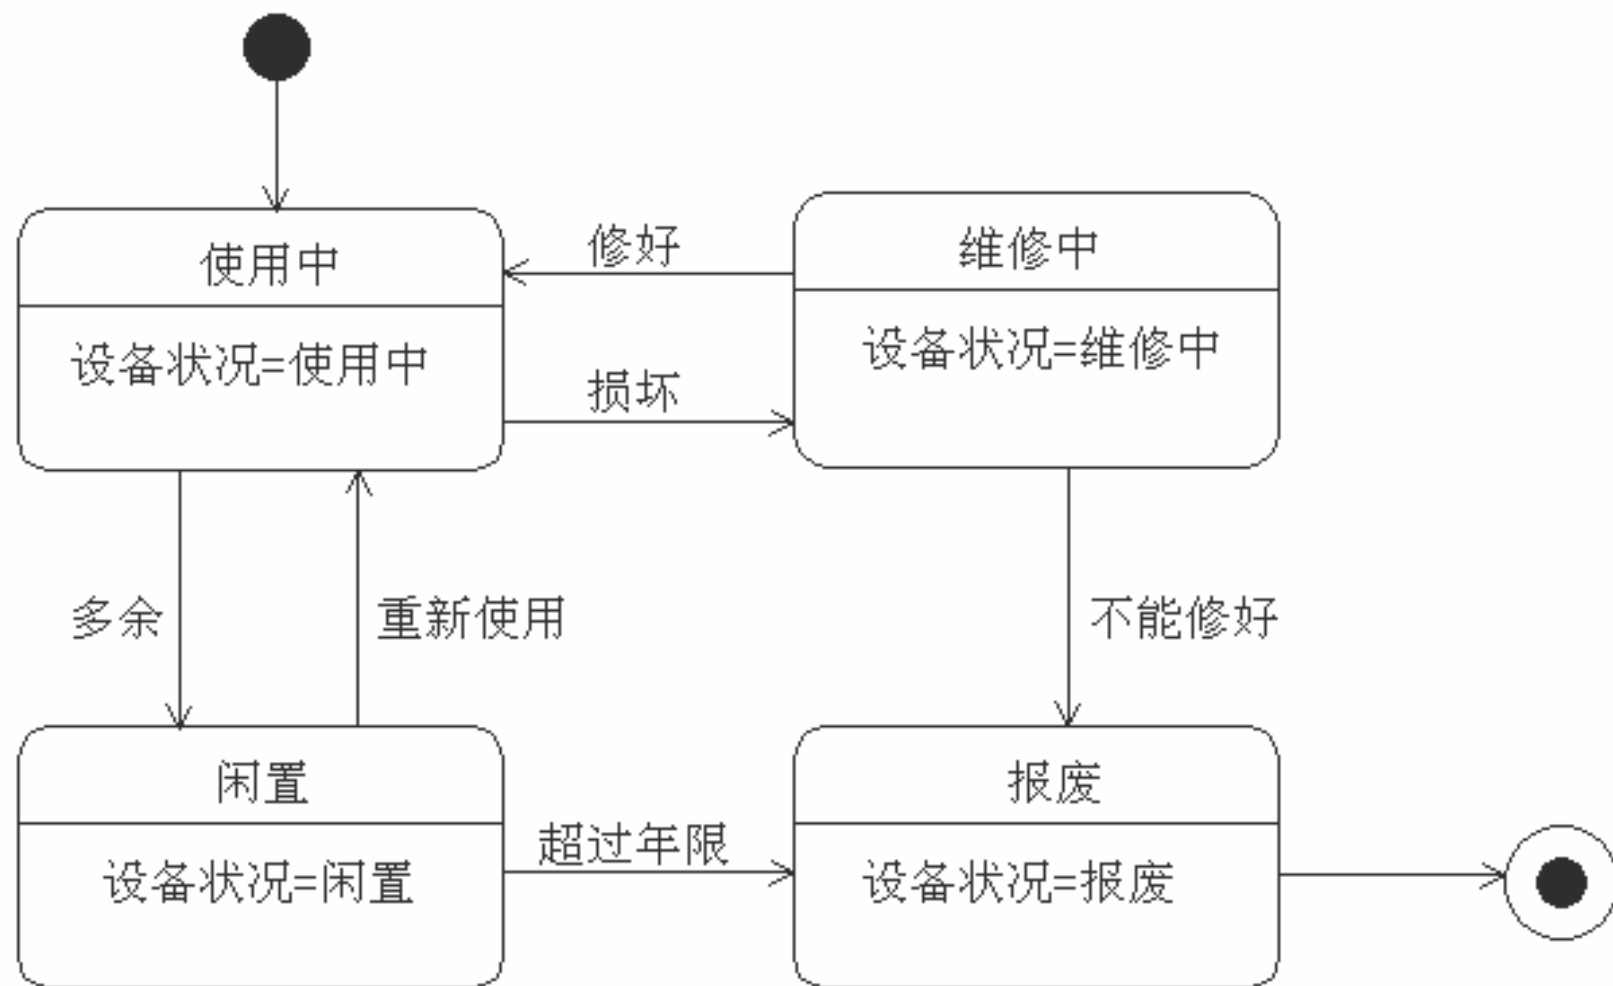 使用中
设备状况=使用中
修好
损坏
维修中
设备状况=维修中
多余
重新使用
不能修好
闲置
设备状况=闲置
超过年限
报废
设备状况=报废